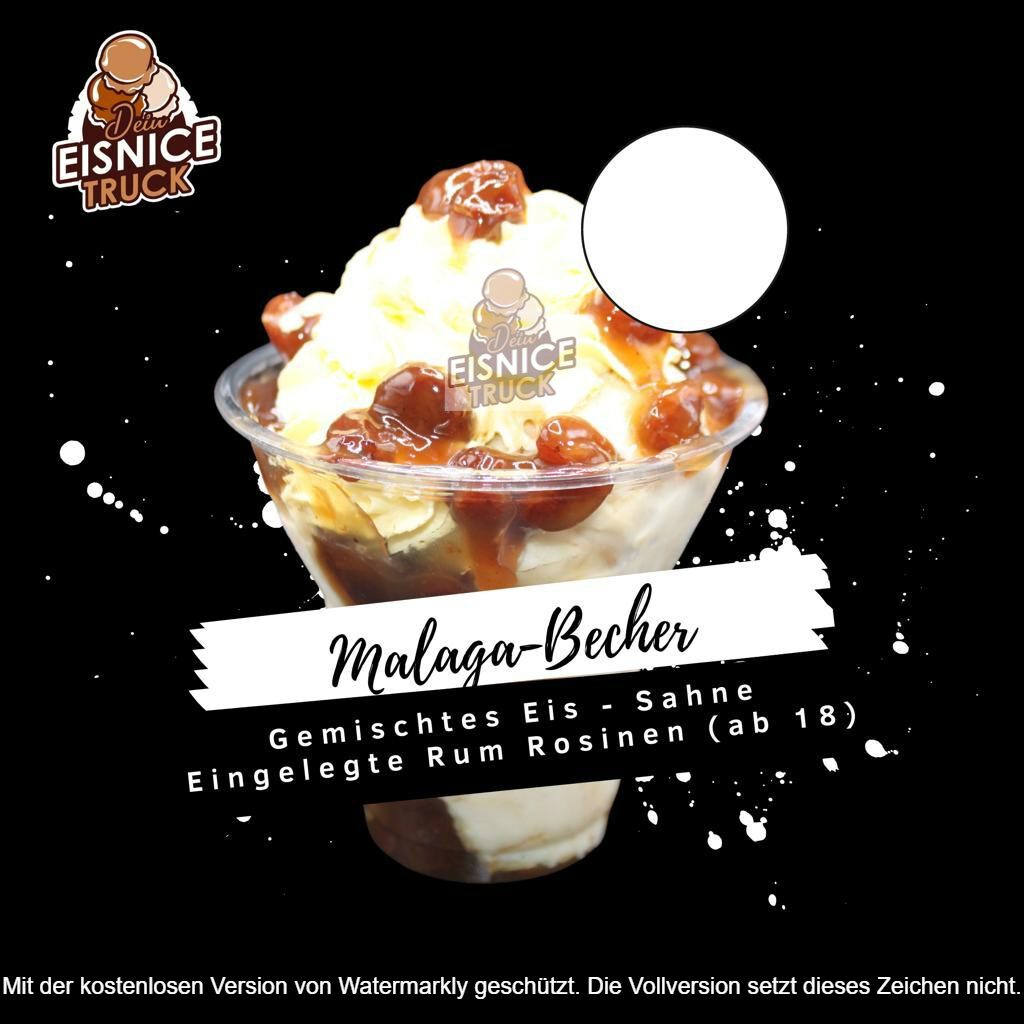 Dein
EISNICE
TRUCK
Dein
EISNICE
TRUCK
Malaga-Becher
Gemischtes Eis - Sahne
Eingelegte Rum Rosinen (ab 18)
Mit der kostenlosen Version von Watermarkly geschützt. Die Vollversion setzt dieses Zeichen nicht.